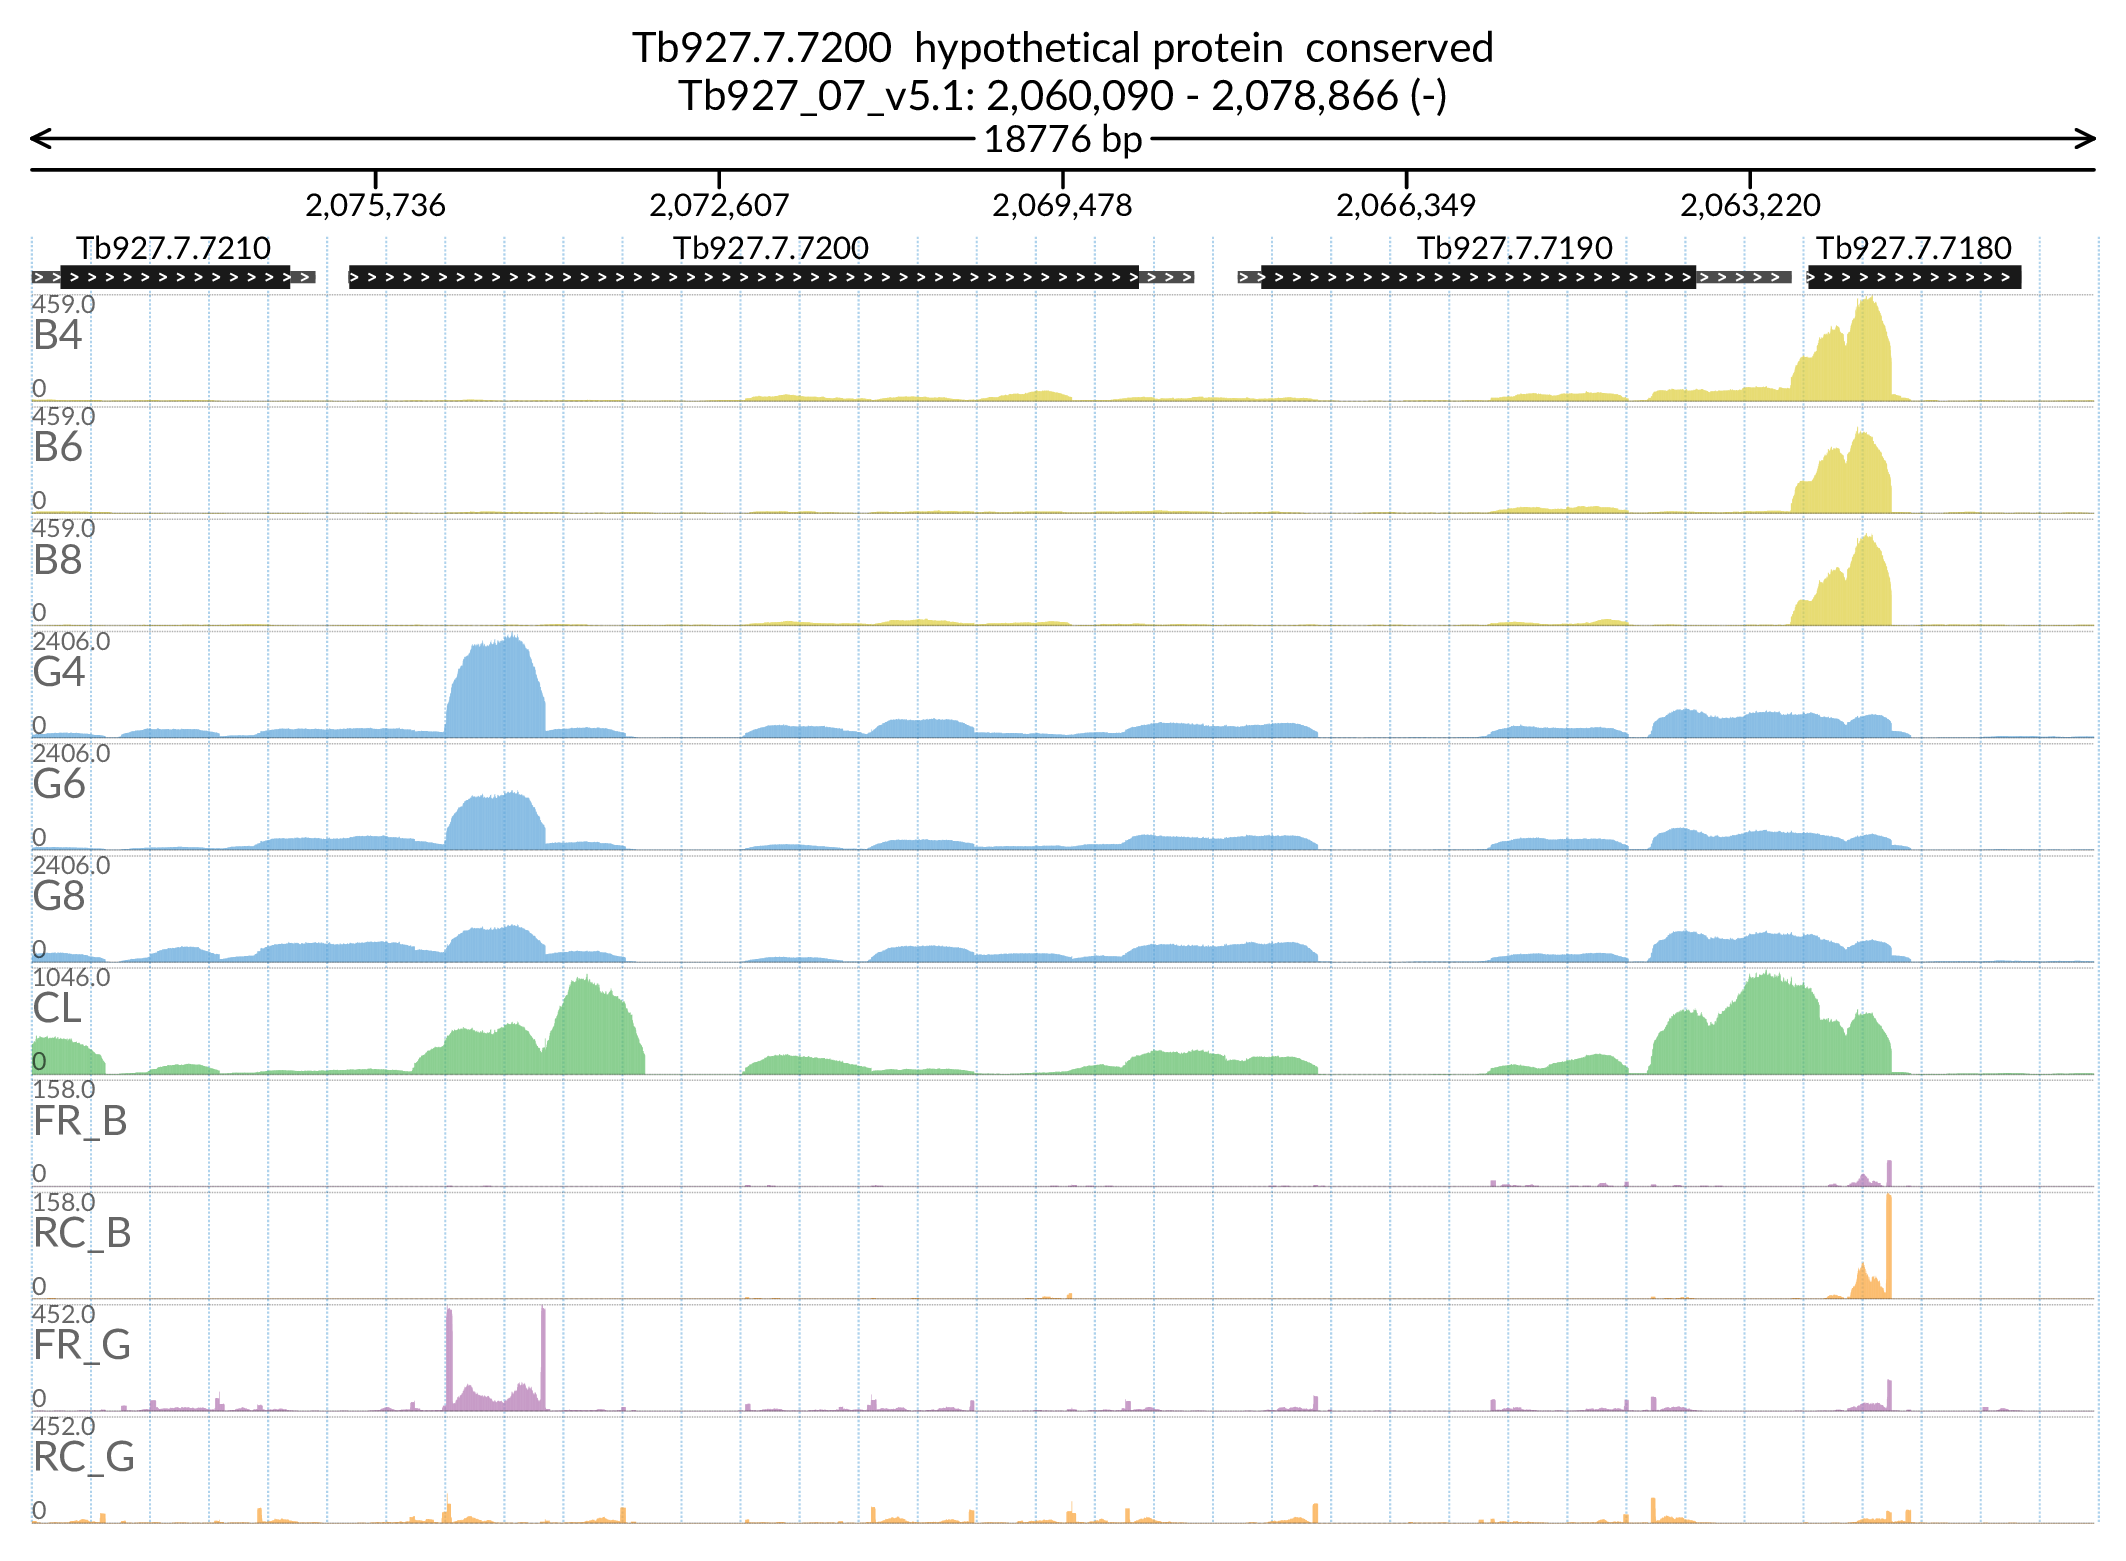 Tb927.7.7200 hypothetical protein conserved
Tb927_07_v5.1: 2,060,090 - 2,078,866 (-)
18776 bp
2,075,736 2,072,607 2,069,478 2,066,349 2,063,220
Tb927.7.7210 Tb927.7.7200 Tb927.7.7190 Tb927.7.7180
459.0
B4
0
459.0
B6
0
459.0
B8
0
2406.0
G4
0
2406.0
G6
0
2406.0
G8
0
1046.0
CL
0
158.0
FR_B
0
158.0
RC_B
0
452.0
FR_G
0
452.0
RC_G
0